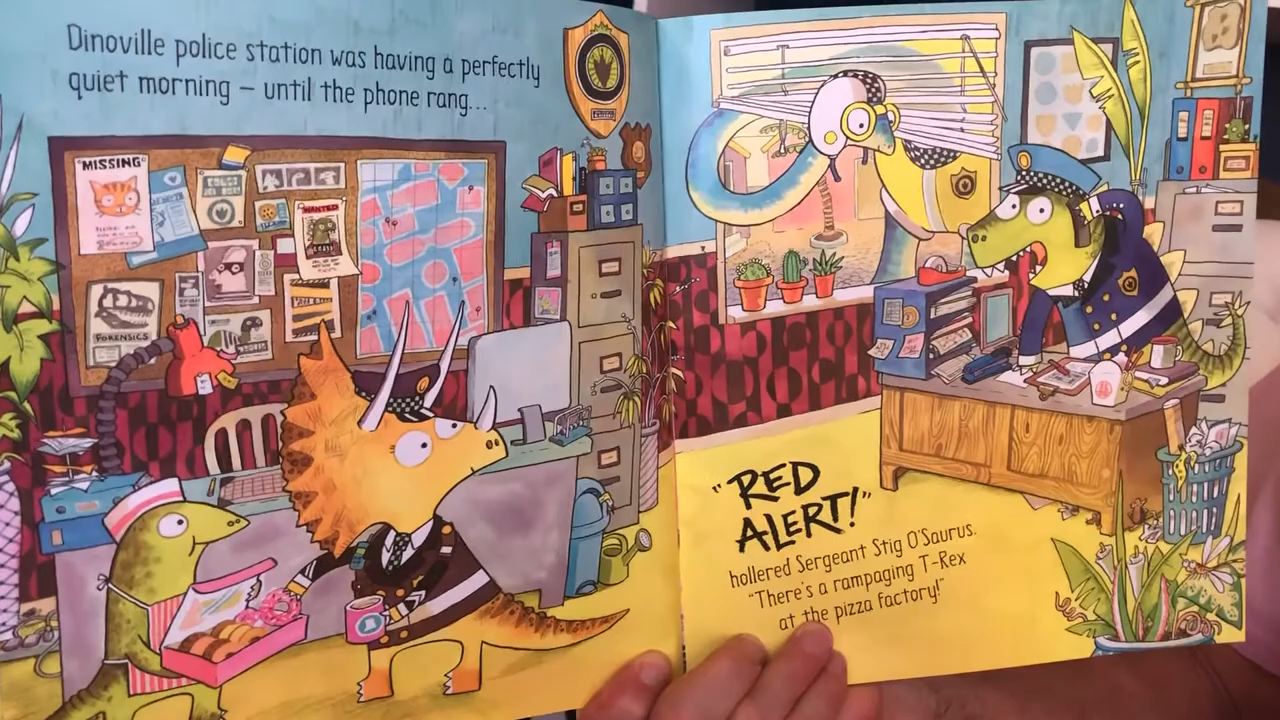 Dinoville police station was having a perfectly
quiet morning – until the phone rang...
"MISSING"
WANTED
FORENSICS
"RED
ALERT!"
hollered Sergeant Stig O'Saurus.
"There's a rampaging T-Rex
at the pizza factory!"